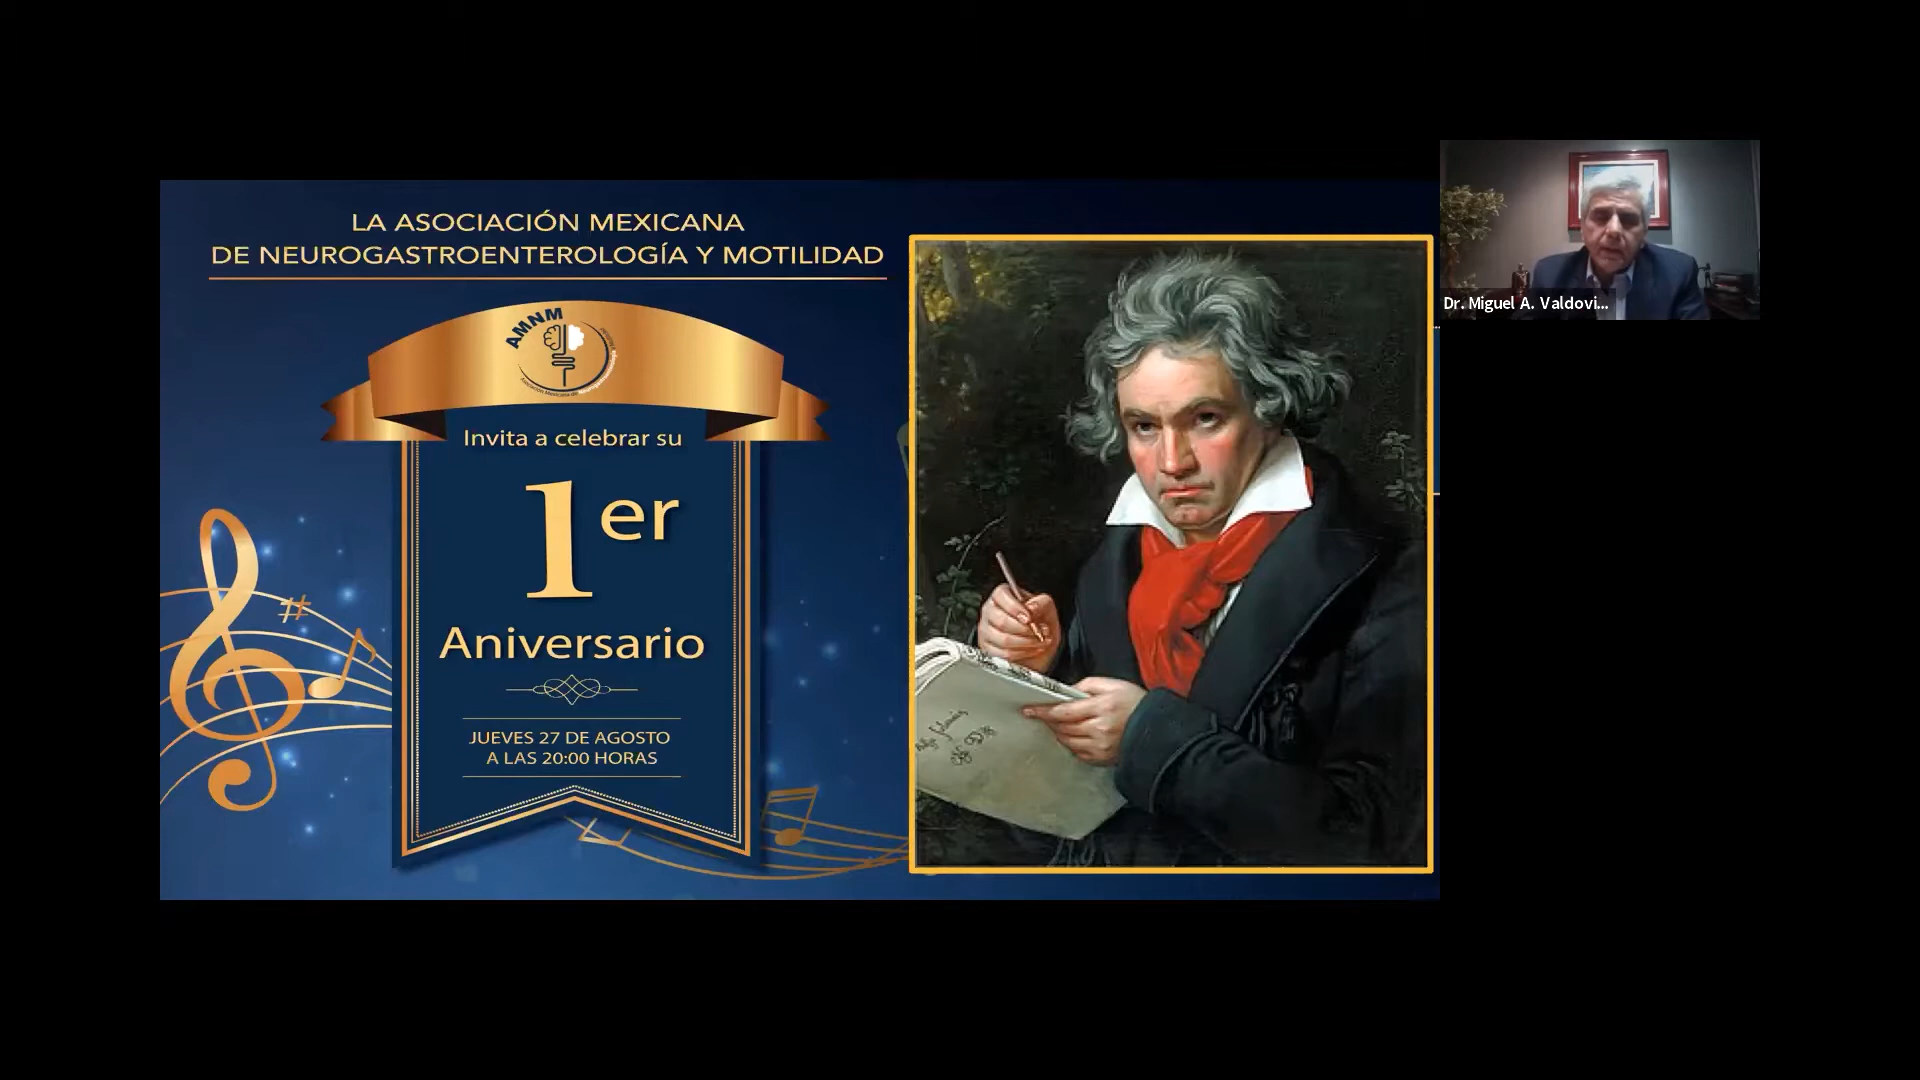 LA ASOCIACIÓN MEXICANA
DE NEUROGASTROENTEROLOGÍA Y MOTILIDAD
AMNM
Invita a celebrar su
1er
Aniversario
JUEVES 27 DE AGOSTO
A LAS 20:00 HORAS
Dr. Miguel A. Valdovi...